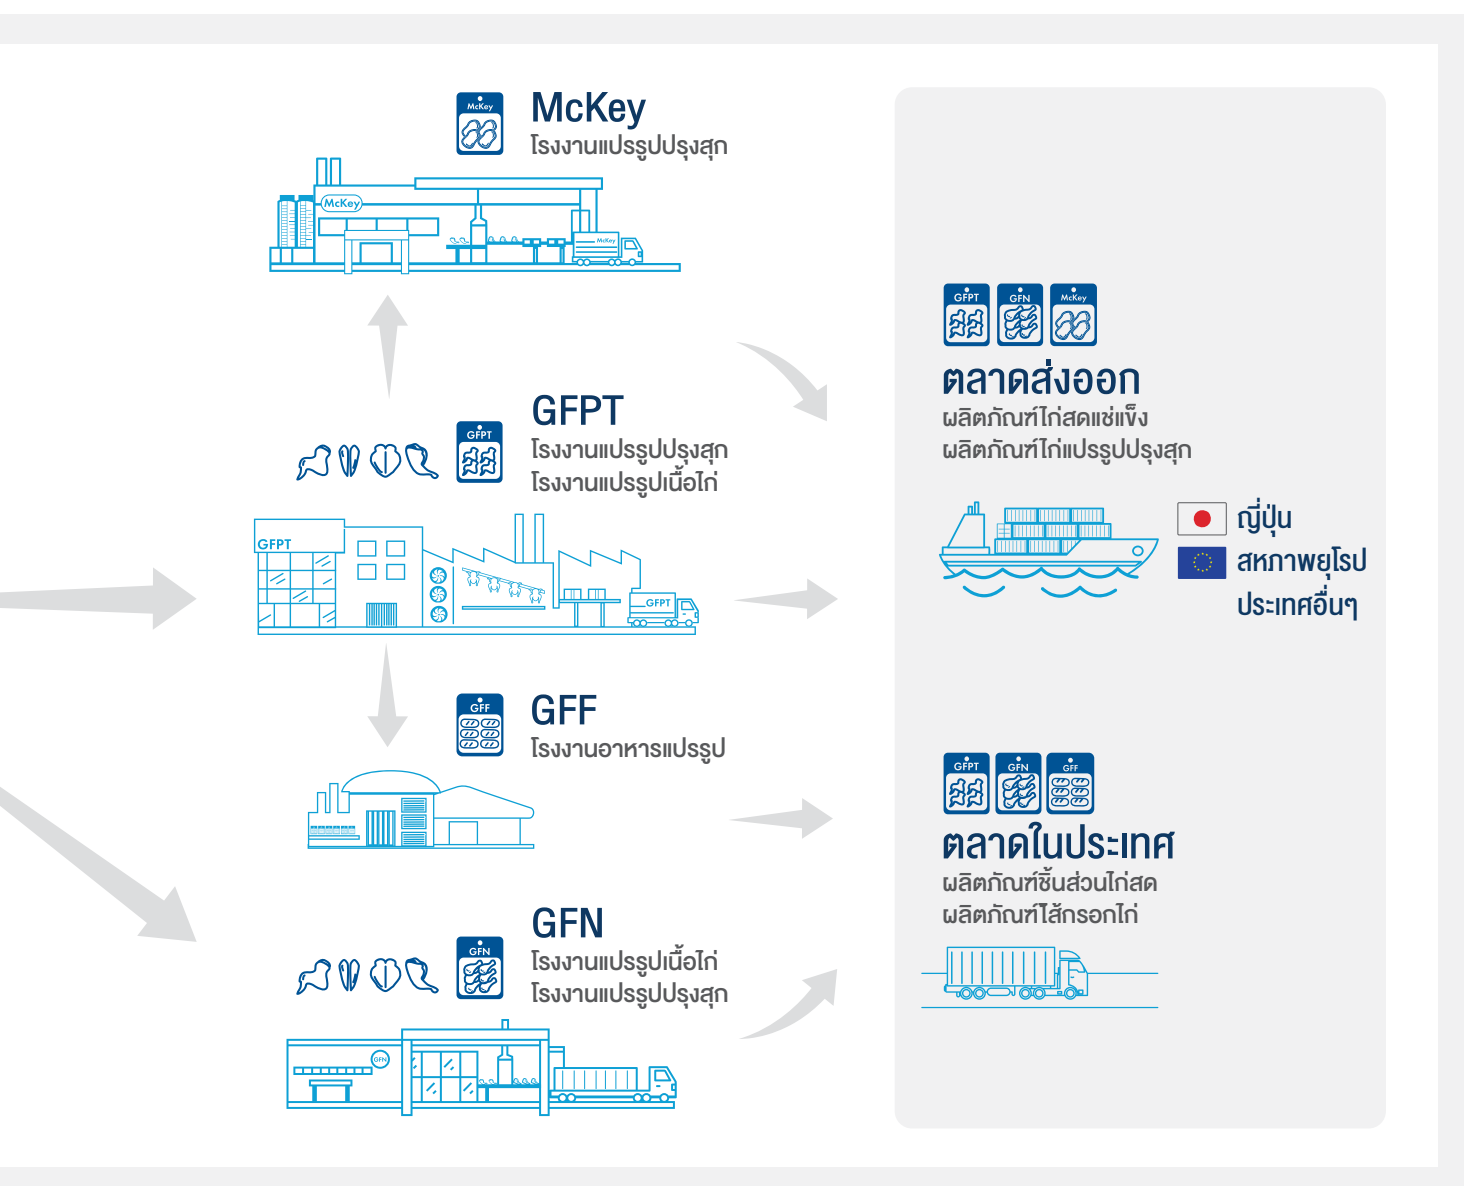 McKey
McKey
โรงงานแปรรูปปรุงสุก
McKey
McKey
GFPT
GFPT
โรงงานแปรรูปปรุงสุก
โรงงานแปรรูปเนื้อไก่
GFPT
GFPT
GFF
GFF
โรงงานอาหารแปรรูป
GFN
GFN
โรงงานแปรรูปเนื้อไก่
โรงงานแปรรูปปรุงสุก
GFN
GFPT GFN McKey
ตลาดส่งออก
ผลิตภัณฑ์ไก่สดแช่แข็ง
ผลิตภัณฑ์ไก่แปรรูปปรุงสุก
ญี่ปุ่น
สหภาพยุโรป
ประเทศอื่นๆ
GFPT GFN GFF
ตลาดในประเทศ
ผลิตภัณฑ์ชิ้นส่วนไก่สด
ผลิตภัณฑ์ไส้กรอกไก่